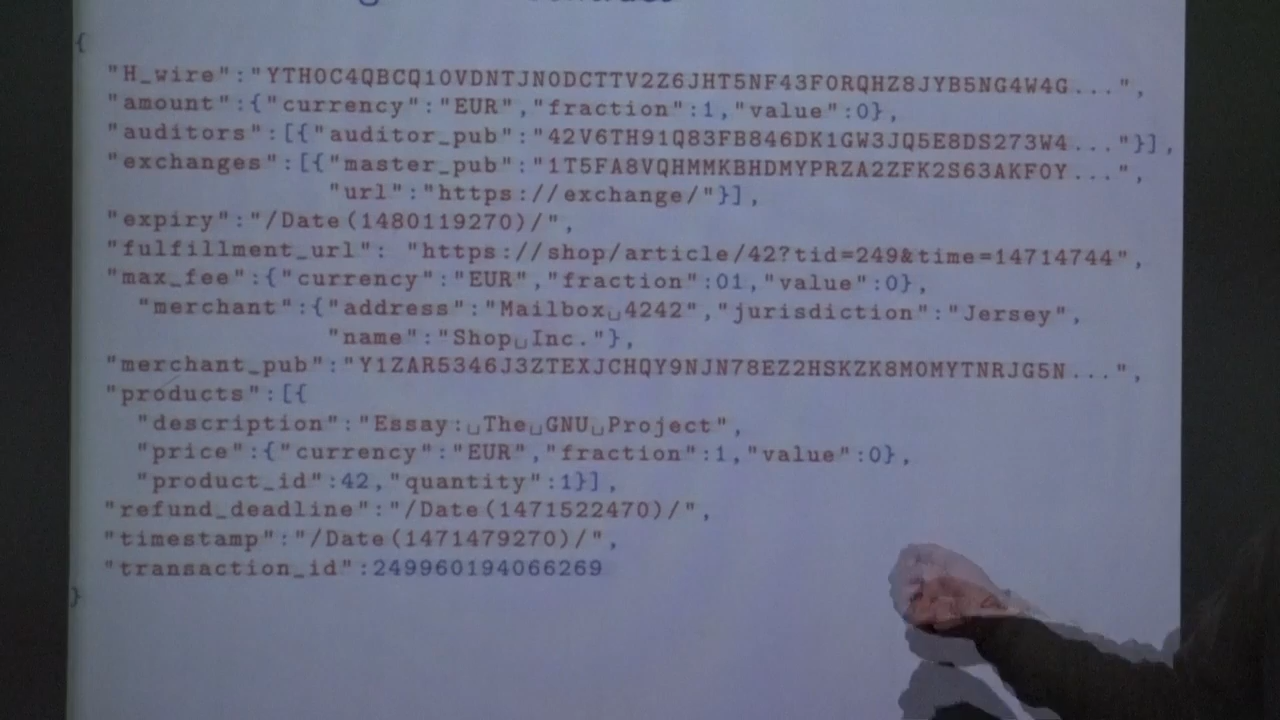 {
"H_wire":"YTH0C4QBCQ10VDNTJN0DCTTV2Z6JHT5NF43F0RQHZ8JYB5NG4W4G...",
"amount":{"currency":"EUR","fraction":1,"value":0},
"auditors":[{"auditor_pub":"42V6TH91Q83FB846DK1GW3JQ5E8DS273W4..."}],
"exchanges":[{"master_pub":"1T5FA8VQHMMKBHDMYPRZA2ZFK2S63AKF0Y...",
"url":"https://exchange/"}],
"expiry":"/Date(1480119270)/",
"fulfillment_url": "https://shop/article/42?tid=249&time=14714744",
"max_fee":{"currency":"EUR","fraction":01,"value":0},
"merchant":{"address":"Mailbox␣4242","jurisdiction":"Jersey",
"name":"Shop␣Inc."},
"merchant_pub":"Y1ZAR5346J3ZTEXJCHQY9NJN78EZ2HSKZK8M0MYTNRJG5N...",
"products":[{
"description":"Essay:␣The␣GNU␣Project",
"price":{"currency":"EUR","fraction":1,"value":0},
"product_id":42,"quantity":1}],
"refund_deadline":"/Date(1471522470)/",
"timestamp":"/Date(1471479270)/",
"transaction_id":249960194066269
}